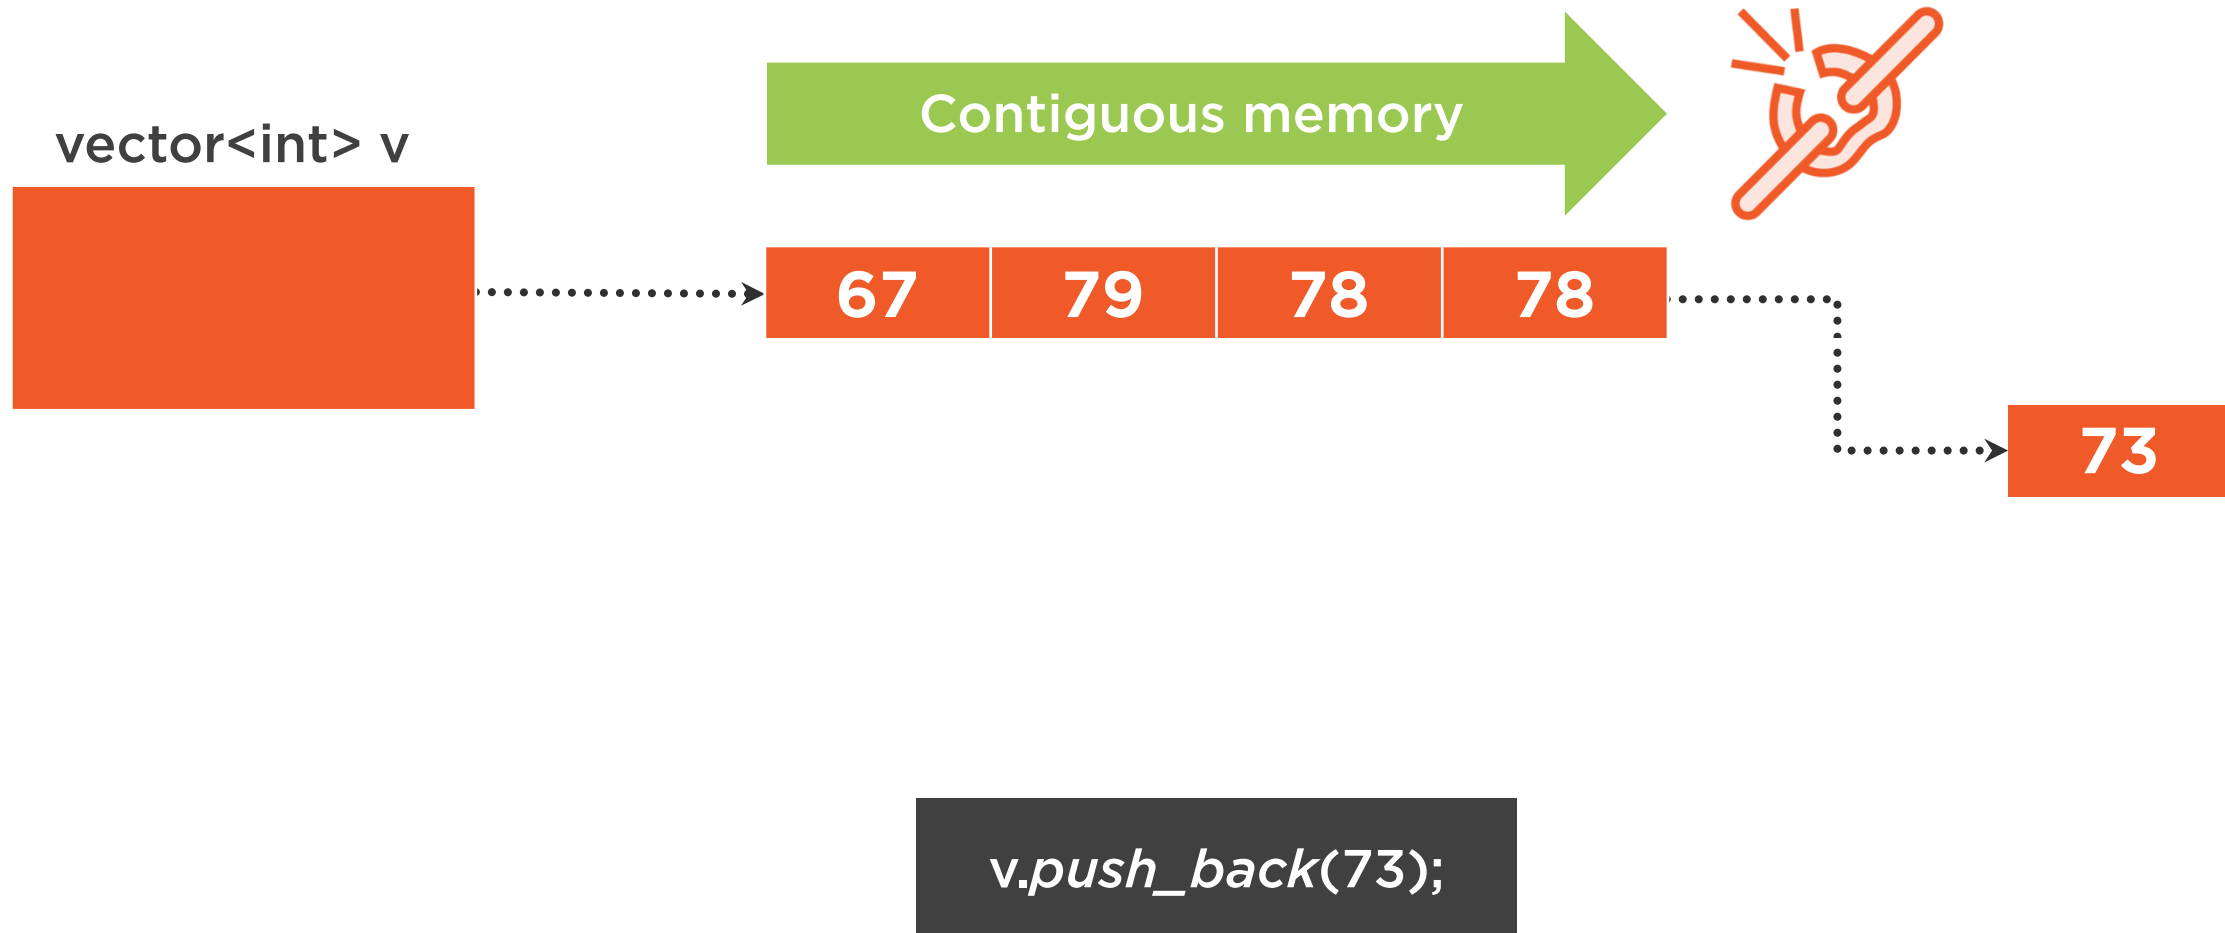 vector<int> v
Contiguous memory
67 79 78 78
73
v.push_back(73);